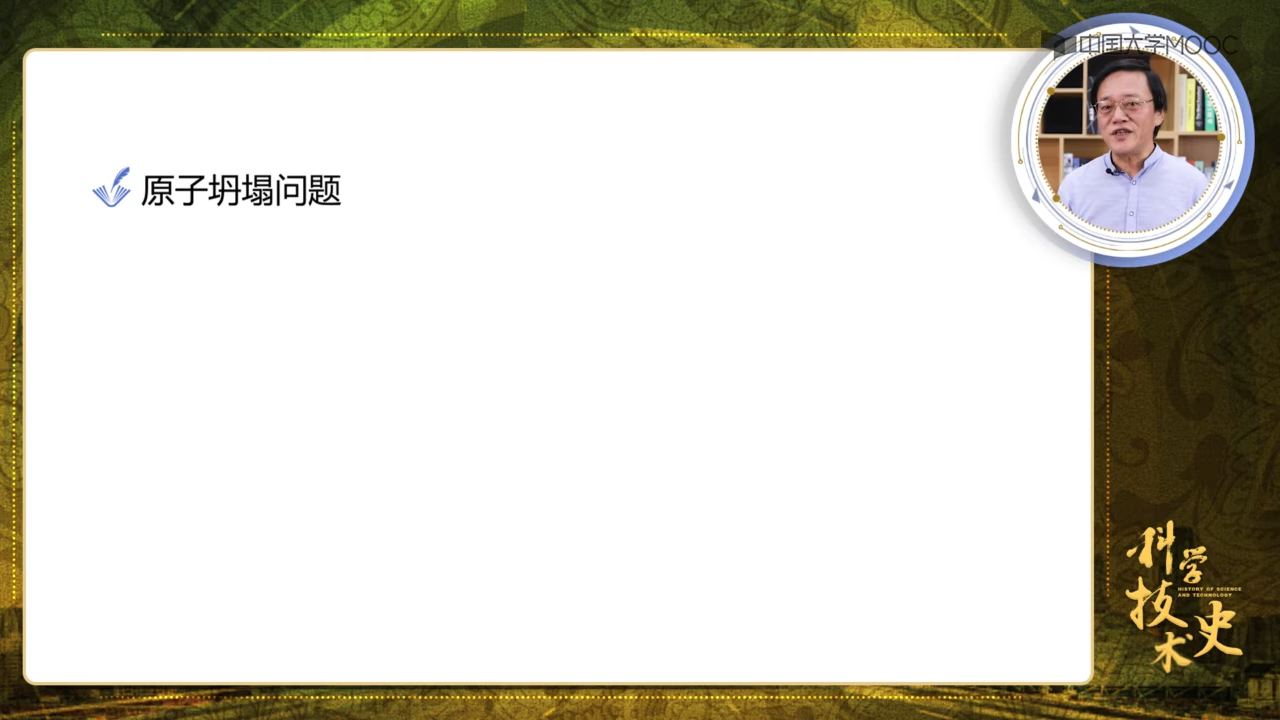 中国大学MOOC
原子坍塌问题
科学
技术史
HISTORY OF SCIENCE
AND TECHNOLOGY